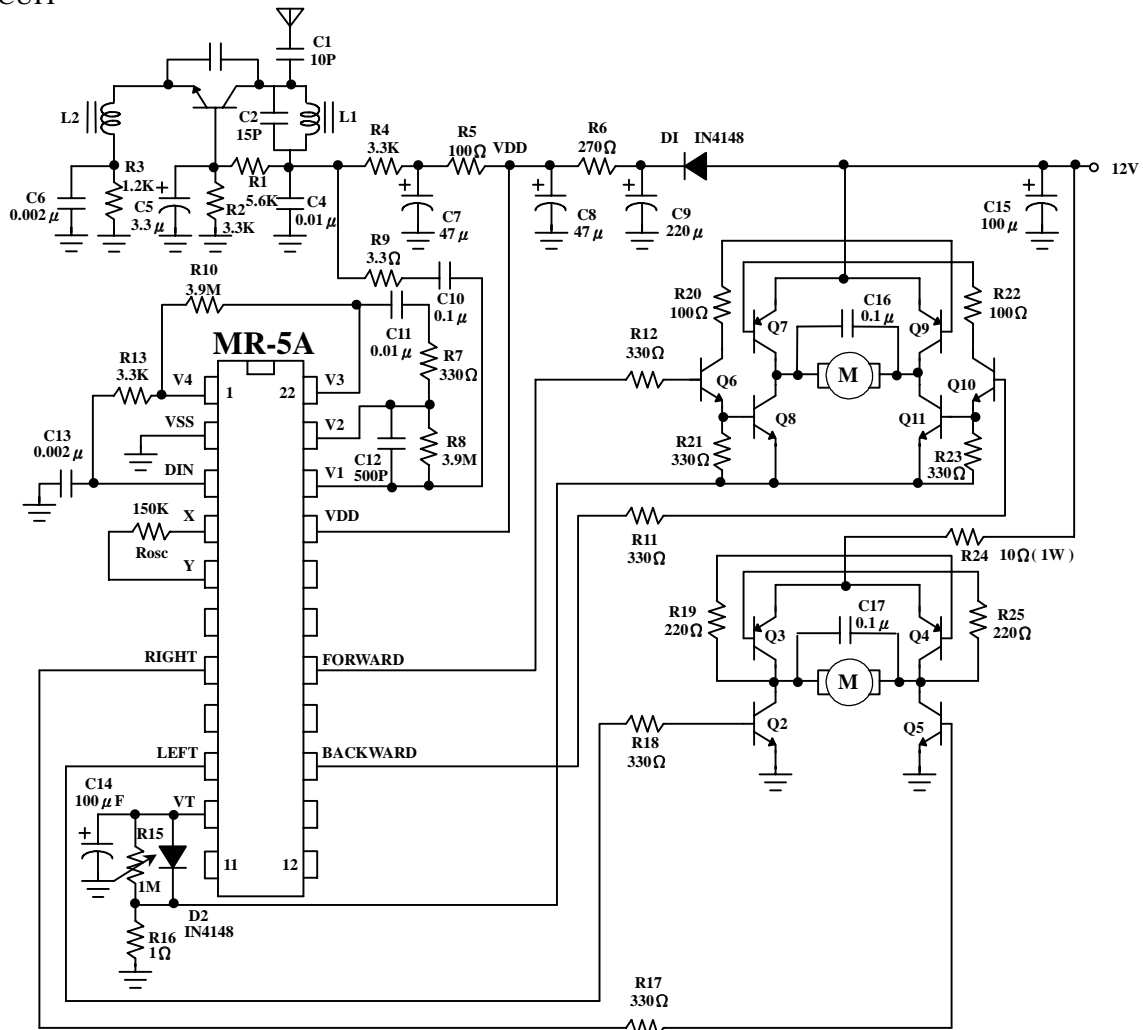 C1
10P
L2
C2
15P
L1
R4
3.3K
R5
100Ω
VDD
R6
270Ω
DI IN4148
12V
R3
1.2K
C6
0.002μ
C5
3.3μ
R1
5.6K
R2
3.3K
C4
0.01μ
C7
47μ
C8
47μ
C9
220μ
C15
100μ
R9
3.3Ω
C10
0.1μ
R10
3.9M
C11
0.01μ
R7
330Ω
R20
100Ω
Q7
C16
0.1μ
Q9
R22
100Ω
MR-5A
R13
3.3K
R12
330Ω
V4
1
22
V3
M
Q6
Q10
VSS
V2
Q8
Q11
C13
0.002μ
R8
3.9M
C12
500P
R21
330Ω
R23
330Ω
DIN
V1
150K
X
VDD
Rosc
R11
330Ω
R24 10Ω( 1W )
Y
R19
220Ω
Q3
C17
0.1μ
Q4
R25
220Ω
RIGHT
FORWARD
M
Q2
Q5
LEFT
BACKWARD
R18
330Ω
C14
100μF
VT
R15
1M
11
12
D2
IN4148
R16
1Ω
R17
330Ω